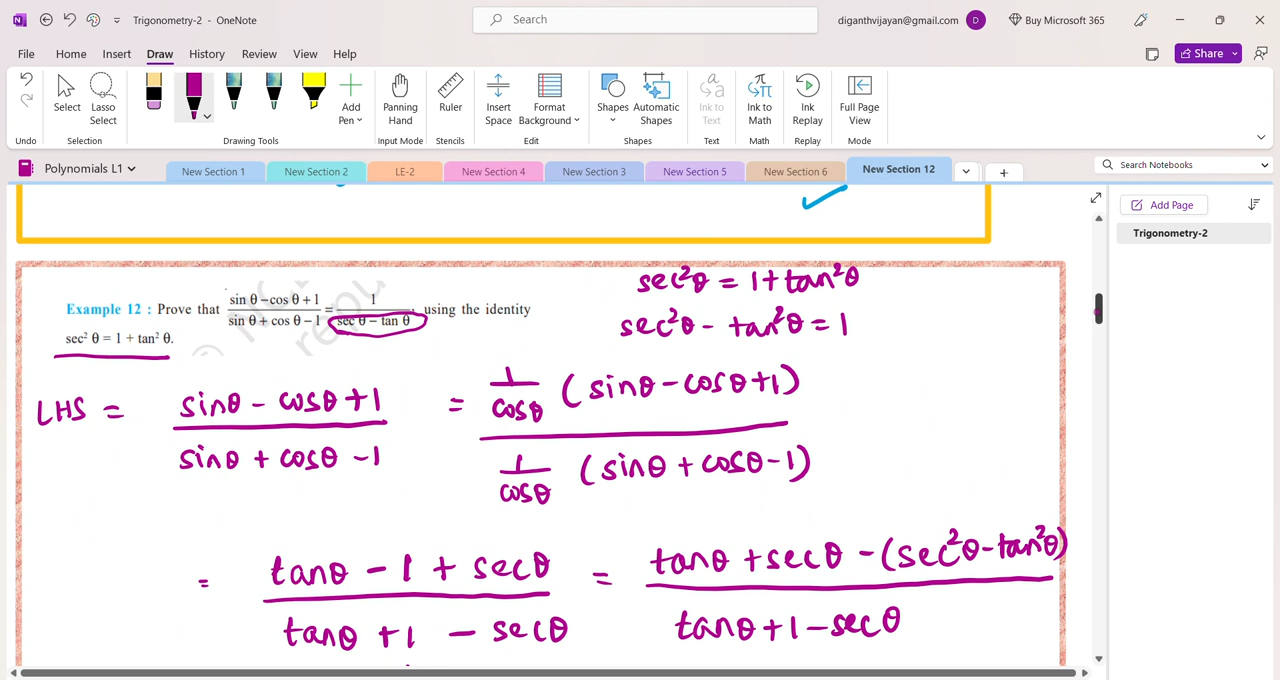 Trigonometry-2 - OneNote
Search
diganthvijayan@gmail.com D Buy Microsoft 365
File Home Insert Draw History Review View Help
Share
Undo
Select
Lasso Select
Selection
Drawing Tools
Add Pen
Panning Hand
Input Mode
Ruler
Stencils
Insert Space
Format Background
Edit
Shapes
Automatic Shapes
Shapes
Ink to Text
Text
Ink to Math
Math
Ink Replay
Replay
Full Page View
Mode
Polynomials L1
New Section 1 New Section 2 LE-2 New Section 4 New Section 3 New Section 5 New Section 6 New Section 12
Search Notebooks
Add Page
Trigonometry-2
sec²θ = 1+tan²θ
sec²θ - tan²θ = 1
Example 12 : Prove that (sin θ – cos θ + 1)/(sin θ + cos θ – 1) = 1/(sec θ – tan θ), using the identity
sec² θ = 1 + tan² θ.
LHS = (sinθ - cosθ + 1)/(sinθ + cosθ - 1) = (1/cosθ (sinθ - cosθ + 1))/(1/cosθ (sinθ + cosθ - 1))
= (tanθ - 1 + secθ)/(tanθ + 1 - secθ) = (tanθ + secθ - (sec²θ - tan²θ))/(tanθ + 1 - secθ)